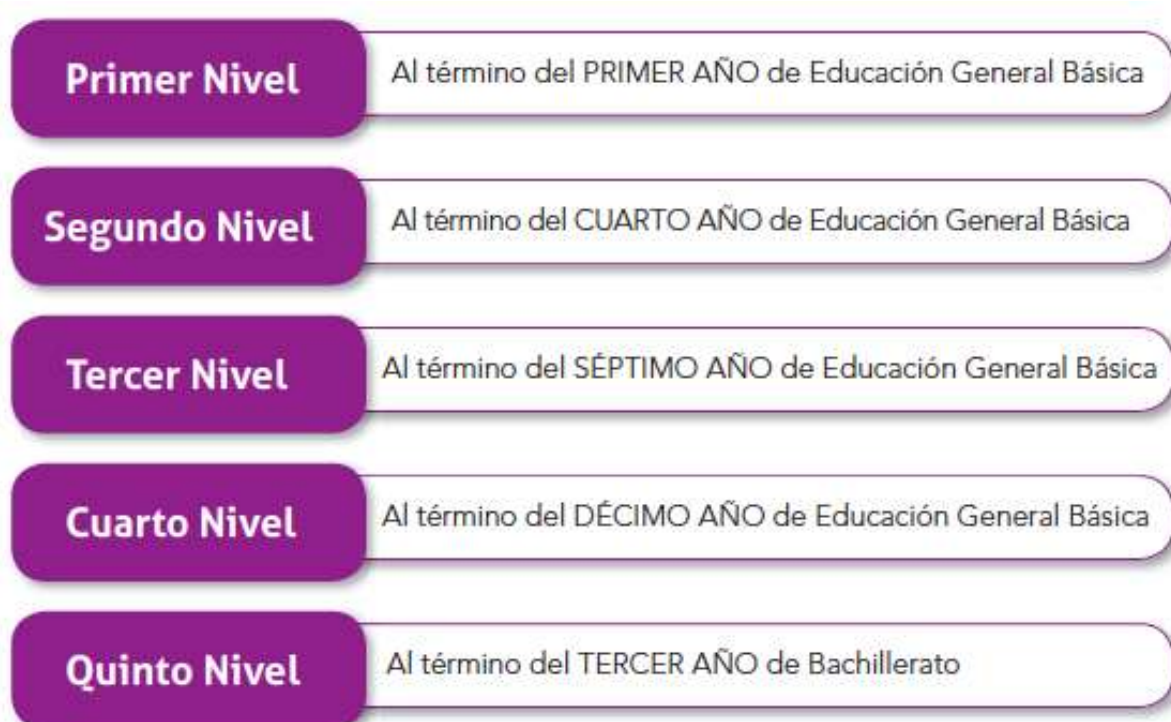 Primer Nivel
Al término del PRIMER AÑO de Educación General Básica
Segundo Nivel
Al término del CUARTO AÑO de Educación General Básica
Tercer Nivel
Al término del SÉPTIMO AÑO de Educación General Básica
Cuarto Nivel
Al término del DÉCIMO AÑO de Educación General Básica
Quinto Nivel
Al término del TERCER AÑO de Bachillerato